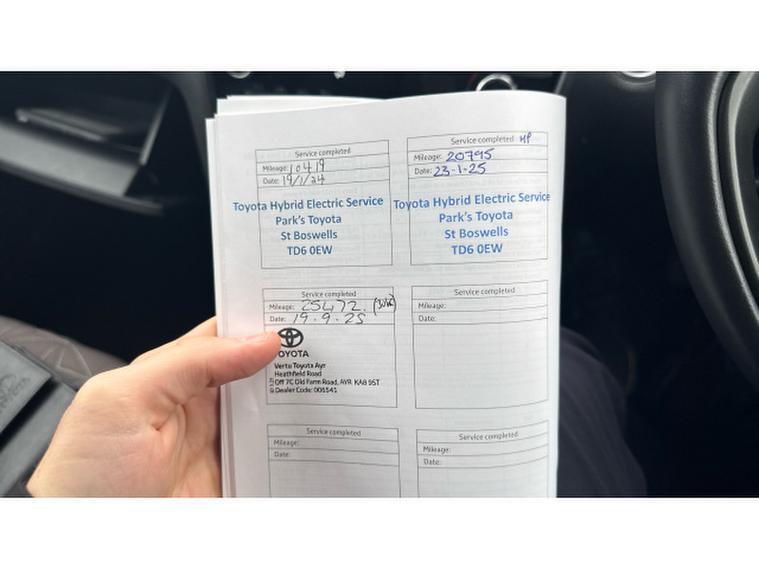 Service completed
Mileage: 10419
Date: 19/1/24
Toyota Hybrid Electric Service
Park's Toyota
St Boswells
TD6 0EW
Service completed HP
Mileage: 20795
Date: 23-1-25
Toyota Hybrid Electric Service
Park's Toyota
St Boswells
TD6 0EW
Service completed
Mileage: 25472.
Date: 19.9.25
TOYOTA
Vertu Toyota Ayr
Heathfield Road
Off 7C Old Farm Road, AYR KA8 9ST
Dealer Code: 006541
Service completed
Mileage:
Date:
Service completed
Mileage:
Date:
Service completed
Mileage:
Date: